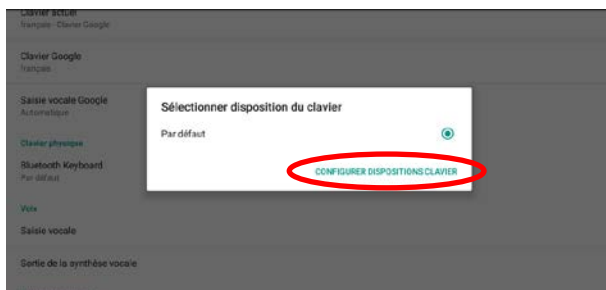 Clavier actuel
français - Clavier Google
Clavier Google
français
Saisie vocale Google
Automatique
Clavier physique
Bluetooth Keyboard
Par défaut
Voix
Saisie vocale
Sortie de la synthèse vocale
Sélectionner disposition du clavier
Par défaut
CONFIGURER DISPOSITIONS CLAVIER